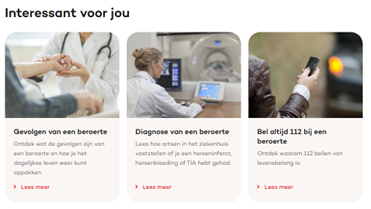 Interessant voor jou
Gevolgen van een beroerte
Ontdek wat de gevolgen zijn van
een beroerte en hoe je het
dagelijkse leven weer kunt
oppakken.
Lees meer
Diagnose van een beroerte
Lees hoe artsen in het ziekenhuis
vaststellen of je een herseninfarct,
hersenbloeding of TIA hebt gehad.
Lees meer
Bel altijd 112 bij een
beroerte
Ontdek waarom 112 bellen van
levensbelang is.
Lees meer